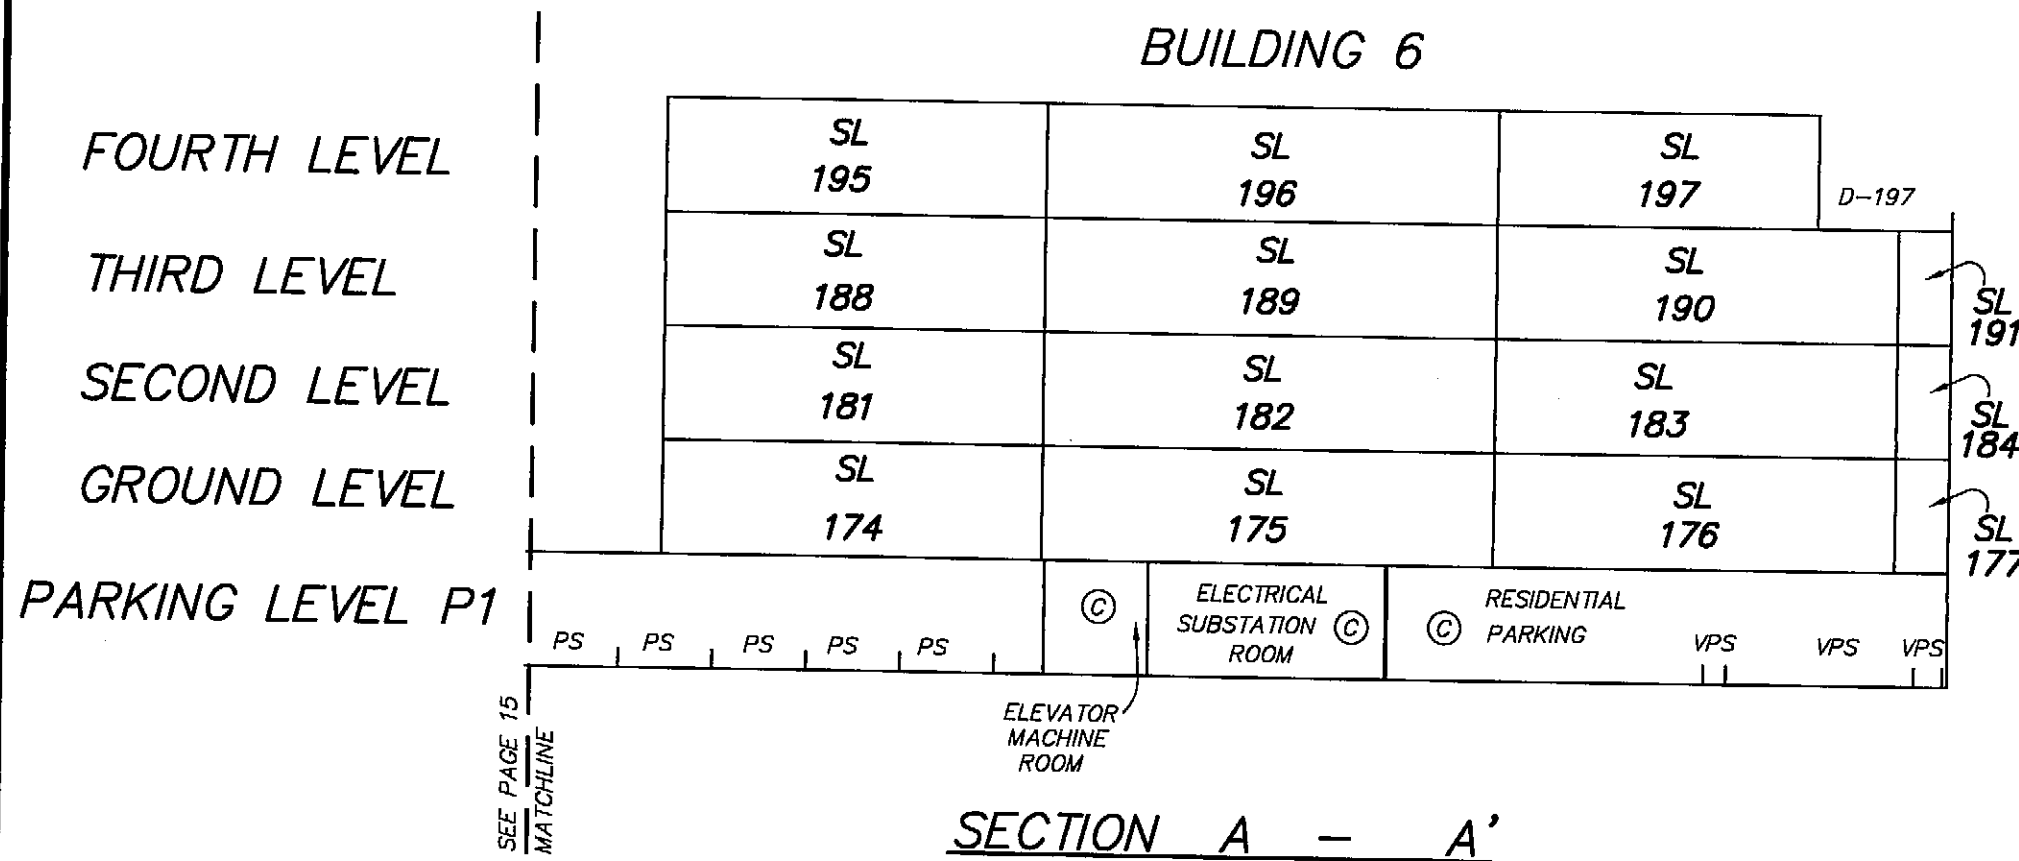 BUILDING 6
FOURTH LEVEL
SL
195
SL
196
SL
197
D-197
THIRD LEVEL
SL
188
SL
189
SL
190
SL
191
SECOND LEVEL
SL
181
SL
182
SL
183
SL
184
GROUND LEVEL
SL
174
SL
175
SL
176
SL
177
PARKING LEVEL P1
PS
PS
PS
PS
PS
©
ELECTRICAL
SUBSTATION ©
ROOM
©
RESIDENTIAL
PARKING
VPS
VPS
VPS
ELEVATOR
MACHINE
ROOM
SEE PAGE 15
MATCHLINE
SECTION A - A'